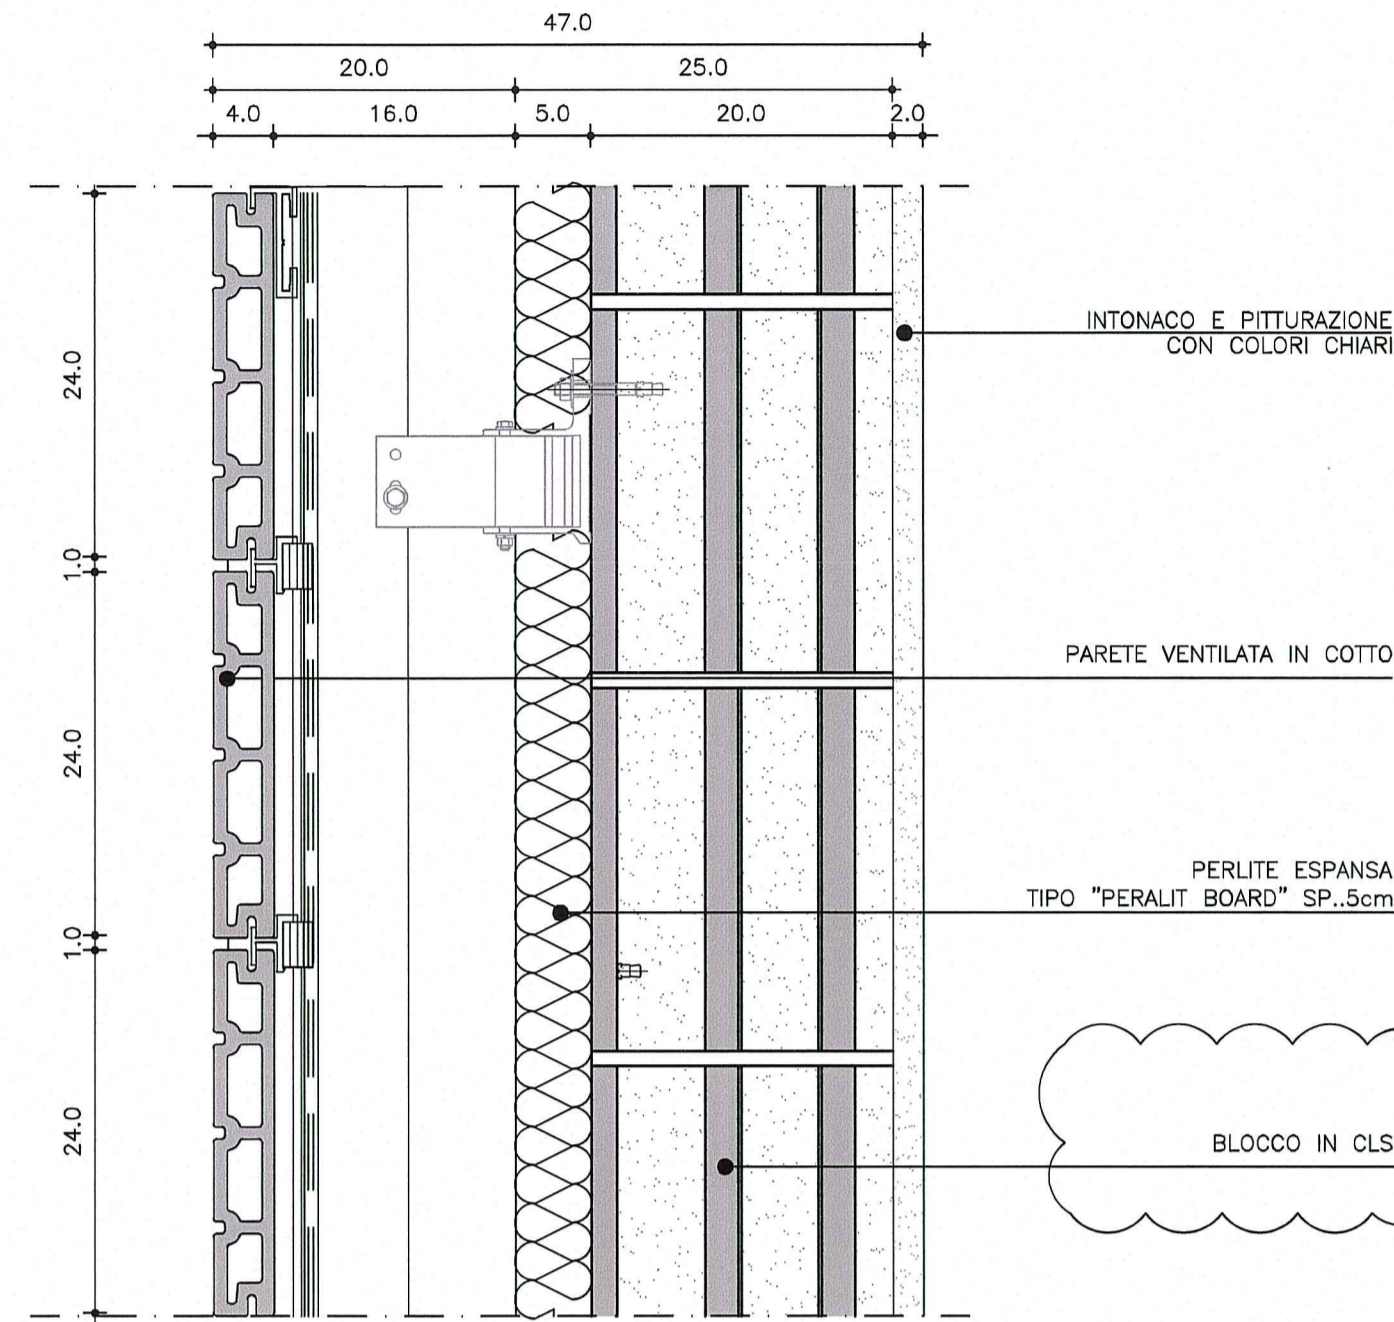 47.0
20.0 25.0
4.0 16.0 5.0 20.0 2.0
INTONACO E PITTURAZIONE
CON COLORI CHIARI
24.0
1.0
PARETE VENTILATA IN COTTO
24.0
PERLITE ESPANSA
TIPO "PERALIT BOARD" SP..5cm
1.0
24.0
BLOCCO IN CLS